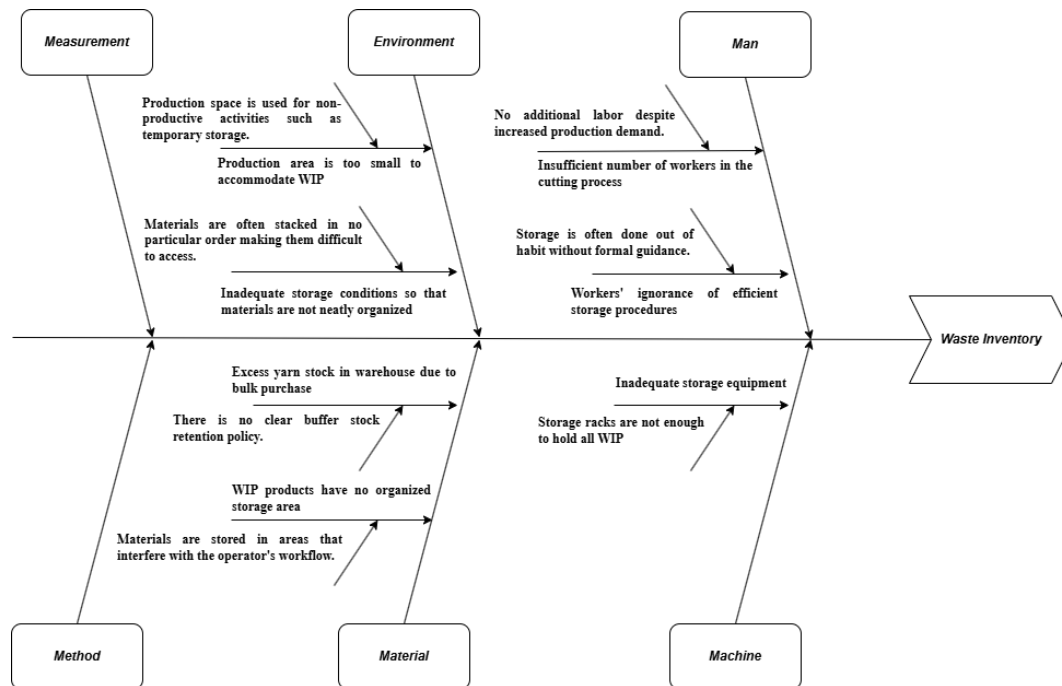 Measurement
Environment
Man
Production space is used for non-
productive activities such as
temporary storage.
Production area is too small to
accommodate WIP
No additional labor despite
increased production demand.
Insufficient number of workers in the
cutting process
Materials are often stacked in no
particular order making them difficult
to access.
Inadequate storage conditions so that
materials are not neatly organized
Storage is often done out of
habit without formal guidance.
Workers' ignorance of efficient
storage procedures
Waste Inventory
Excess yarn stock in warehouse due to
bulk purchase
There is no clear buffer stock
retention policy.
Inadequate storage equipment
Storage racks are not enough
to hold all WIP
WIP products have no organized
storage area
Materials are stored in areas that
interfere with the operator's workflow.
Method
Material
Machine